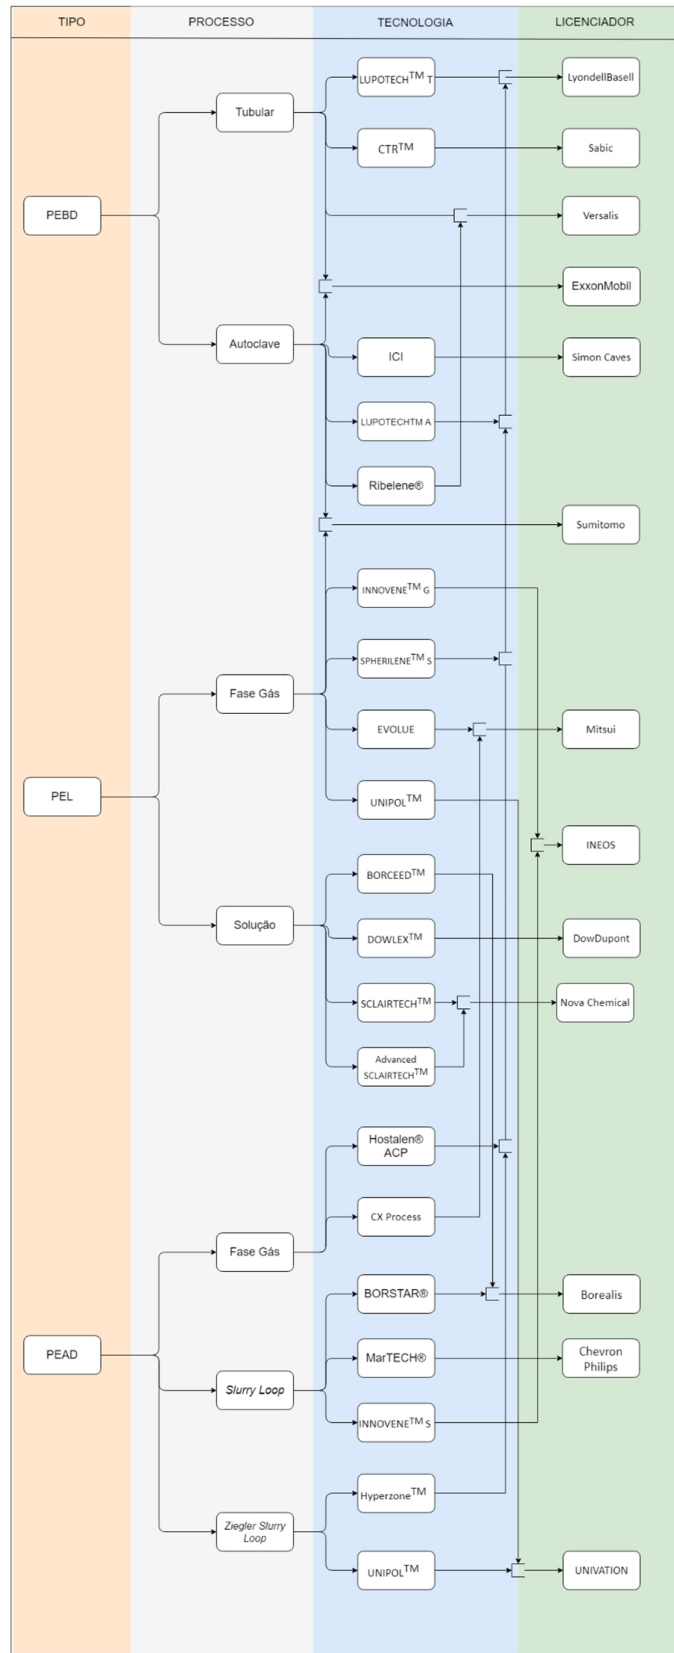 TIPO PROCESSO TECNOLOGIA LICENCIADOR
LUPOTECH™ T LyondellBasell
Tubular
CTR™ Sabic
PEBD Versalis
ExxonMobil
Autoclave ICI Simon Caves
LUPOTECHTM A
Ribelene®
Sumitomo
INNOVENE™ G
SPHERILENE™ S
Fase Gás
EVOLUE Mitsui
PEL UNIPOL™
INEOS
BORCEED™
Solução DOWLEX™ DowDupont
SCLAIRTECH™ Nova Chemical
Advanced
SCLAIRTECH™
Hostalen®
ACP
CX Process
Fase Gás
BORSTAR® Borealis
PEAD MarTECH® Chevron
Philips
Slurry Loop
INNOVENE™ S
Hyperzone™
Ziegler Slurry
Loop
UNIPOL™ UNIVATION